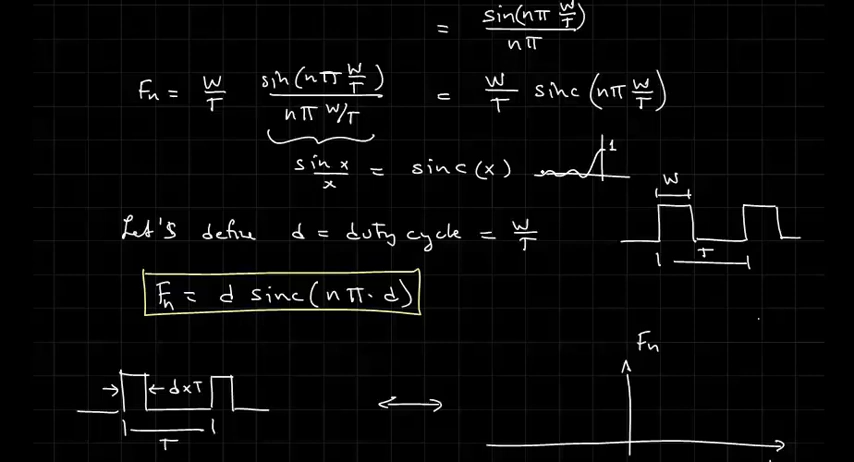 = sin(nπ W/T) / nπ
Fn = W/T sin(nπ W/T) / nπ W/T = W/T sinc(nπ W/T)
sin x / x = sinc(x) 1
W
Let's define d = duty cycle = W/T
T
Fn = d sinc(nπ·d)
Fn
dxT
T